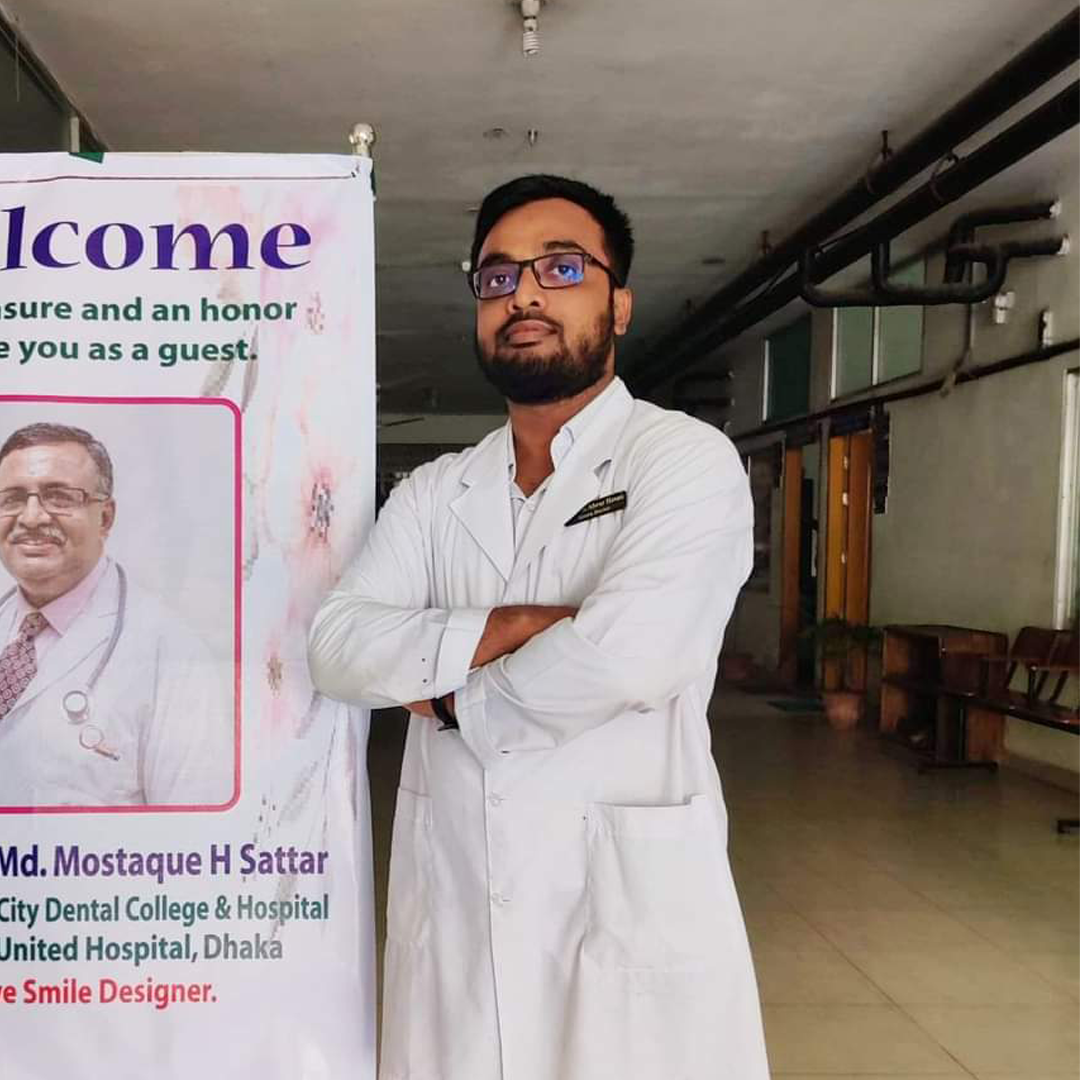 lcome
sure and an honor
e you as a guest.
Md. Mostaque H Sattar
City Dental College & Hospital
United Hospital, Dhaka
e Smile Designer.